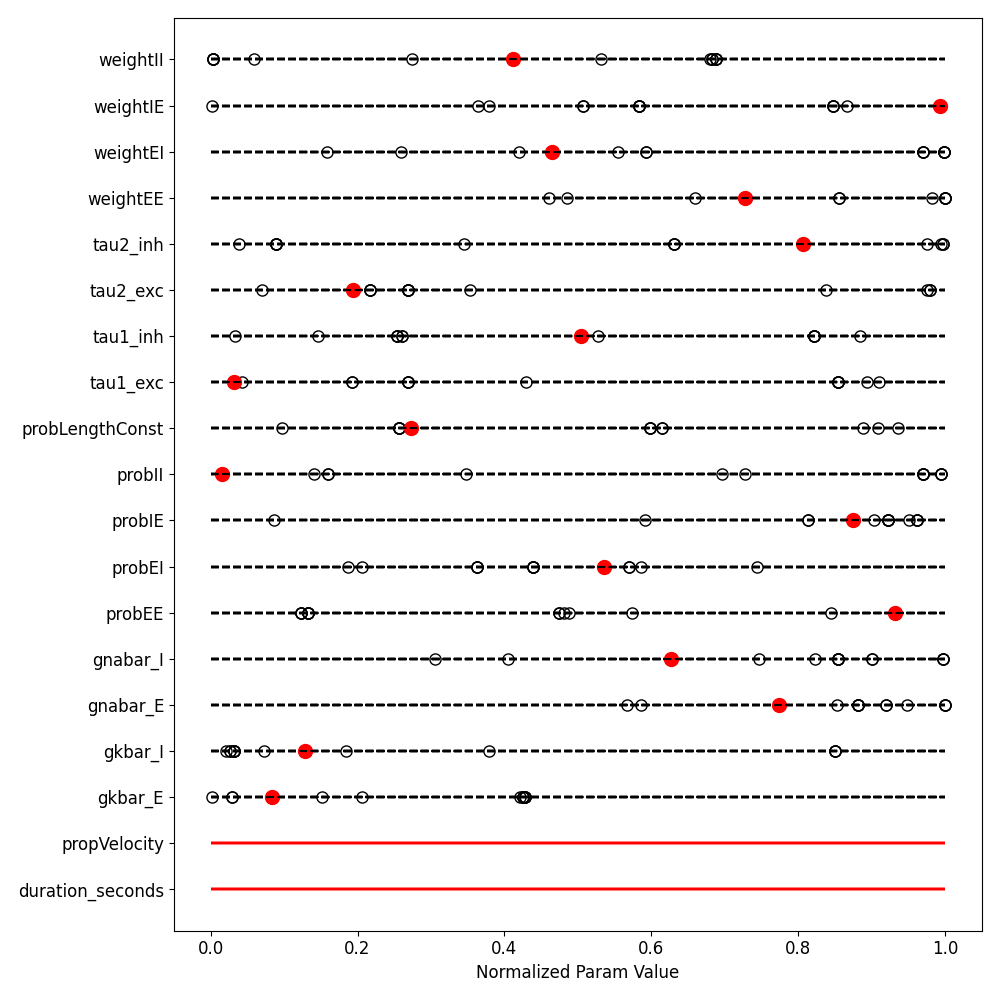 weightII
weightIE
weightEI
weightEE
tau2_inh
tau2_exc
tau1_inh
tau1_exc
probLengthConst
probII
probIE
probEI
probEE
gnabar_I
gnabar_E
gkbar_I
gkbar_E
propVelocity
duration_seconds
0.0 0.2 0.4 0.6 0.8 1.0
Normalized Param Value